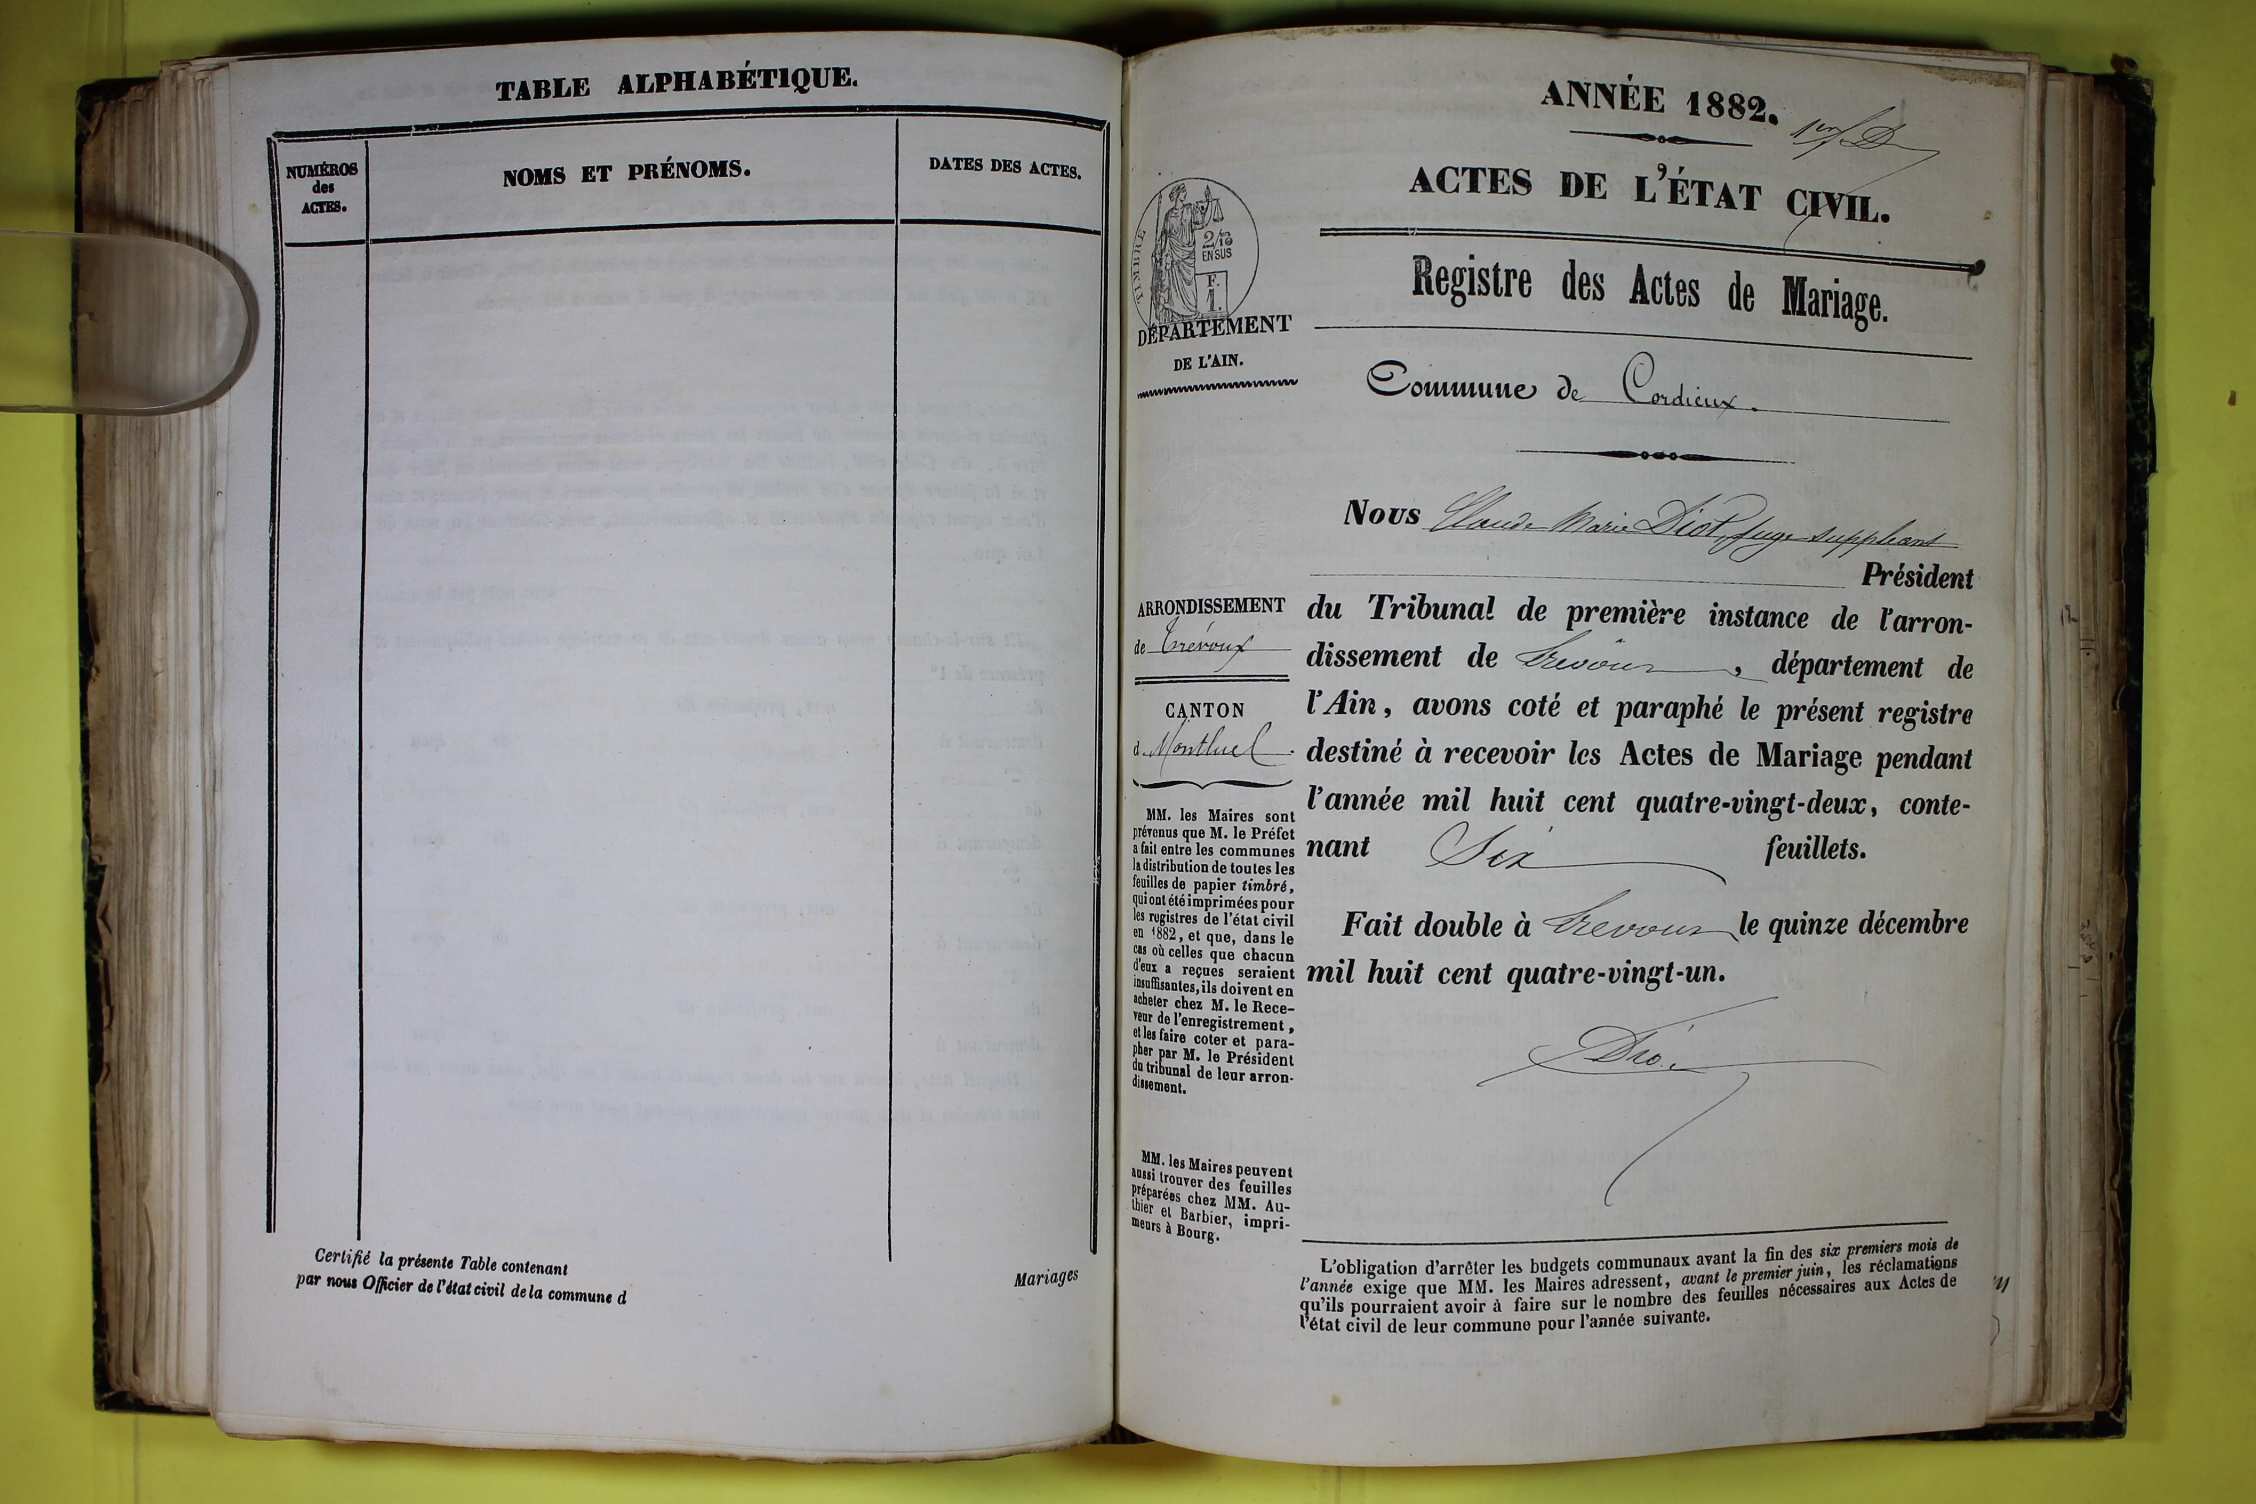 TABLE ALPHABÉTIQUE.
NUMÉROS
des
ACTES.
NOMS ET PRÉNOMS.
DATES DES ACTES.
Certifié la présente Table contenant
Mariages
par nous Officier de l'état civil de la commune d
ANNÉE 1882.
ACTES DE L'ÉTAT CIVIL.
TIMBRE
2/10
EN SUS
F.
1.
DÉPARTEMENT
DE L'AIN.
Registre des Actes de Mariage.
Commune de Cordieux.
ARRONDISSEMENT
de Trévoux
CANTON
d Montluel.
MM. les Maires sont
prévenus que M. le Préfet
a fait entre les communes
la distribution de toutes les
feuilles de papier timbré,
qui ont été imprimées pour
les registres de l'état civil
en 1882, et que, dans le
cas où celles que chacun
d'eux a reçues seraient
insuffisantes, ils doivent en
acheter chez M. le Rece-
veur de l'enregistrement,
et les faire coter et para-
pher par M. le Président
du tribunal de leur arron-
dissement.
MM. les Maires peuvent
aussi trouver des feuilles
préparées chez MM. Au-
thier et Barbier, impri-
meurs à Bourg.
Nous Claude Marie Diot, Juge suppléant
Président
du Tribunal de première instance de l'arron-
dissement de Trévoux, département de
l'Ain, avons coté et paraphé le présent registre
destiné à recevoir les Actes de Mariage pendant
l'année mil huit cent quatre-vingt-deux, conte-
nant Six feuillets.
Fait double à Trévoux le quinze décembre
mil huit cent quatre-vingt-un.
L'obligation d'arrêter les budgets communaux avant la fin des six premiers mois de
l'année exige que MM. les Maires adressent, avant le premier juin, les réclamations
qu'ils pourraient avoir à faire sur le nombre des feuilles nécessaires aux Actes de
l'état civil de leur commune pour l'année suivante.